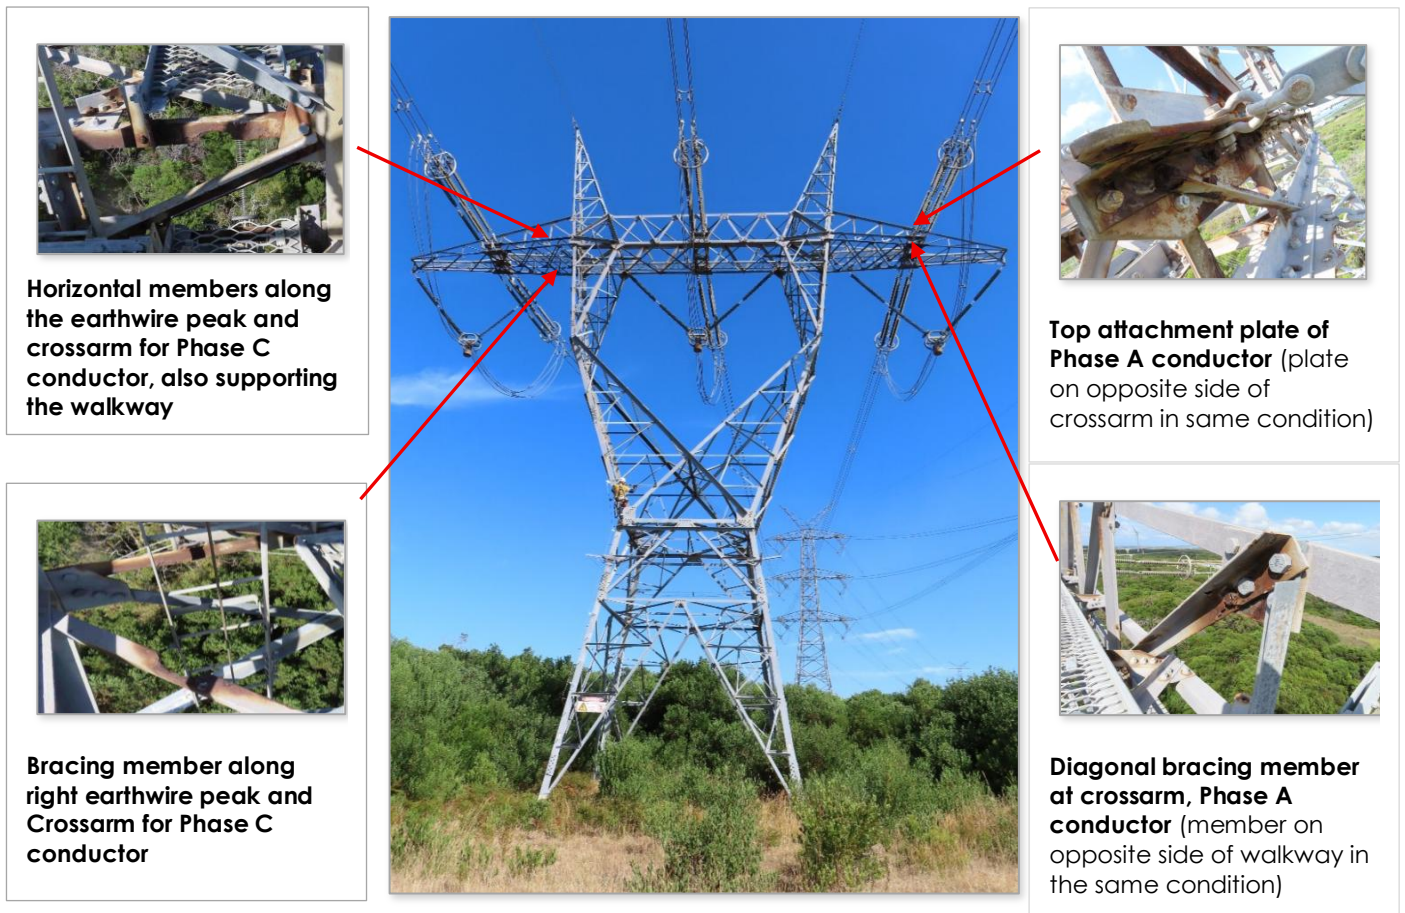 Horizontal members along
the earthwire peak and
crossarm for Phase C
conductor, also supporting
the walkway
Bracing member along
right earthwire peak and
Crossarm for Phase C
conductor
Top attachment plate of
Phase A conductor (plate
on opposite side of
crossarm in same condition)
Diagonal bracing member
at crossarm, Phase A
conductor (member on
opposite side of walkway in
the same condition)